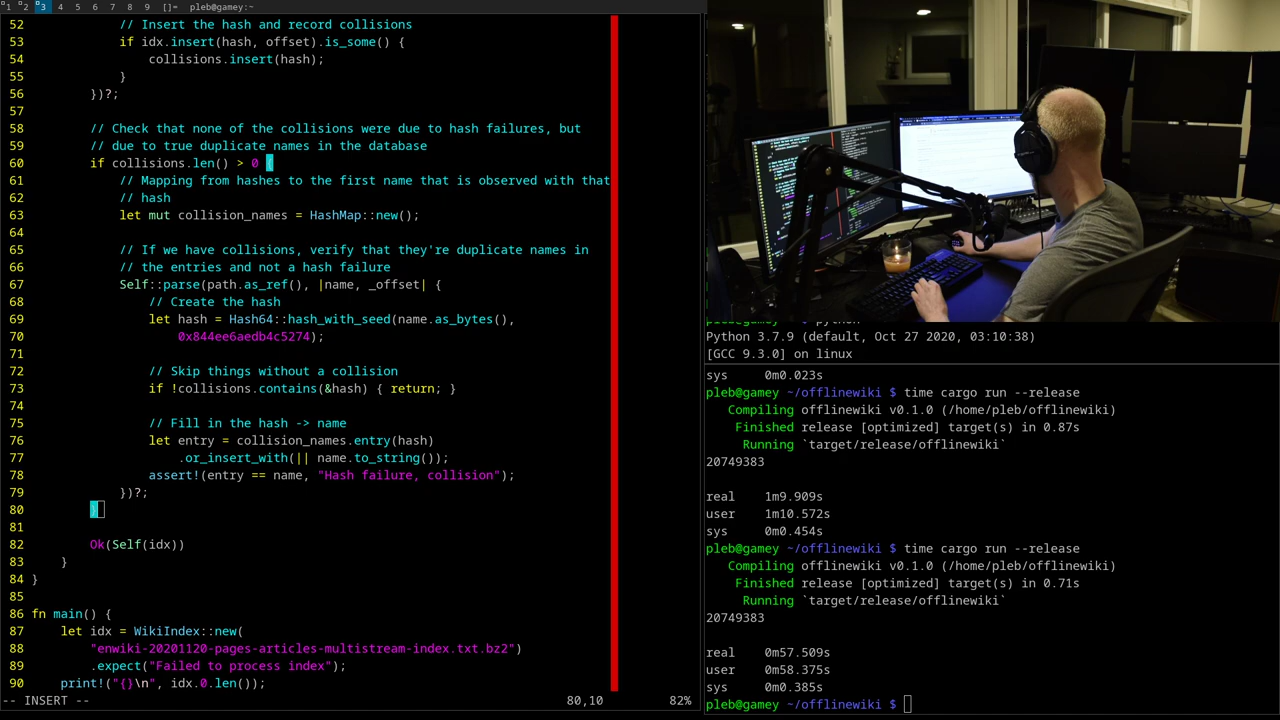 1 2 3 4 5 6 7 8 9 []= pleb@gamey:~
52 // Insert the hash and record collisions
53 if idx.insert(hash, offset).is_some() {
54 collisions.insert(hash);
55 }
56 })?;
57
58 // Check that none of the collisions were due to hash failures, but
59 // due to true duplicate names in the database
60 if collisions.len() > 0 {
61 // Mapping from hashes to the first name that is observed with that
62 // hash
63 let mut collision_names = HashMap::new();
64
65 // If we have collisions, verify that they're duplicate names in
66 // the entries and not a hash failure
67 Self::parse(path.as_ref(), |name, _offset| {
68 // Create the hash
69 let hash = Hash64::hash_with_seed(name.as_bytes(),
70 0x844ee6aedb4c5274);
71
72 // Skip things without a collision
73 if !collisions.contains(&hash) { return; }
74
75 // Fill in the hash -> name
76 let entry = collision_names.entry(hash)
77 .or_insert_with(|| name.to_string());
78 assert!(entry == name, "Hash failure, collision");
79 })?;
80 }
81
82 Ok(Self(idx))
83 }
84 }
85
86 fn main() {
87 let idx = WikiIndex::new(
88 "enwiki-20201120-pages-articles-multistream-index.txt.bz2")
89 .expect("Failed to process index");
90 print!("{}\n", idx.0.len());
-- INSERT -- 80,10 82%
Python 3.7.9 (default, Oct 27 2020, 03:10:38)
[GCC 9.3.0] on linux
sys 0m0.023s
pleb@gamey ~/offlinewiki $ time cargo run --release
Compiling offlinewiki v0.1.0 (/home/pleb/offlinewiki)
Finished release [optimized] target(s) in 0.87s
Running `target/release/offlinewiki`
20749383
real 1m9.909s
user 1m10.572s
sys 0m0.454s
pleb@gamey ~/offlinewiki $ time cargo run --release
Compiling offlinewiki v0.1.0 (/home/pleb/offlinewiki)
Finished release [optimized] target(s) in 0.71s
Running `target/release/offlinewiki`
20749383
real 0m57.509s
user 0m58.375s
sys 0m0.385s
pleb@gamey ~/offlinewiki $